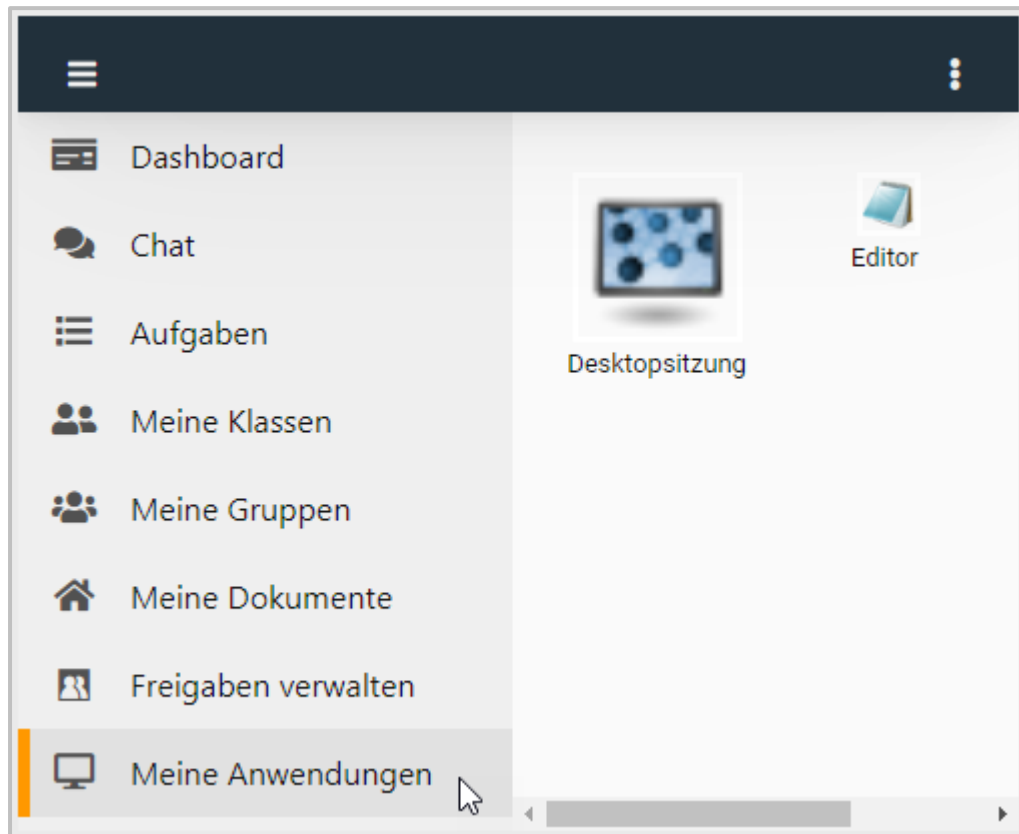 Dashboard
Chat
Aufgaben
Meine Klassen
Meine Gruppen
Meine Dokumente
Freigaben verwalten
Meine Anwendungen
Desktopsitzung
Editor